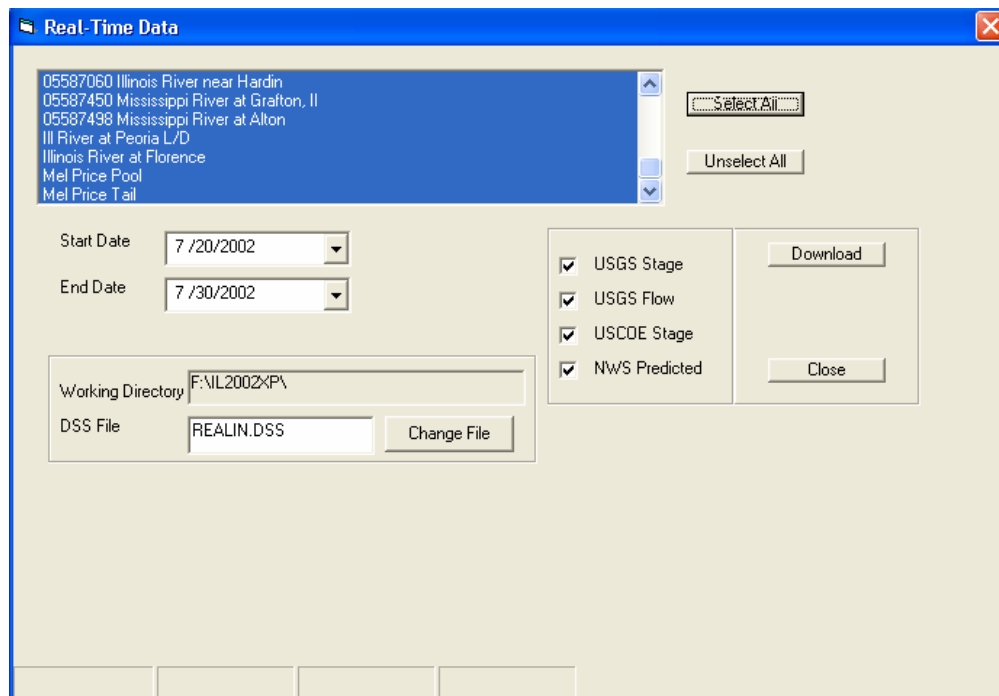 Real-Time Data
05587060 Illinois River near Hardin
05587450 Mississippi River at Grafton, Il
05587498 Mississippi River at Alton
Ill River at Peoria L/D
Illinois River at Florence
Mel Price Pool
Mel Price Tail
Select All
Unselect All
Start Date
7 /20/2002
End Date
7 /30/2002
USGS Stage
USGS Flow
USCOE Stage
NWS Predicted
Download
Close
Working Directory
F:\IL2002XP\
DSS File
REALIN.DSS
Change File